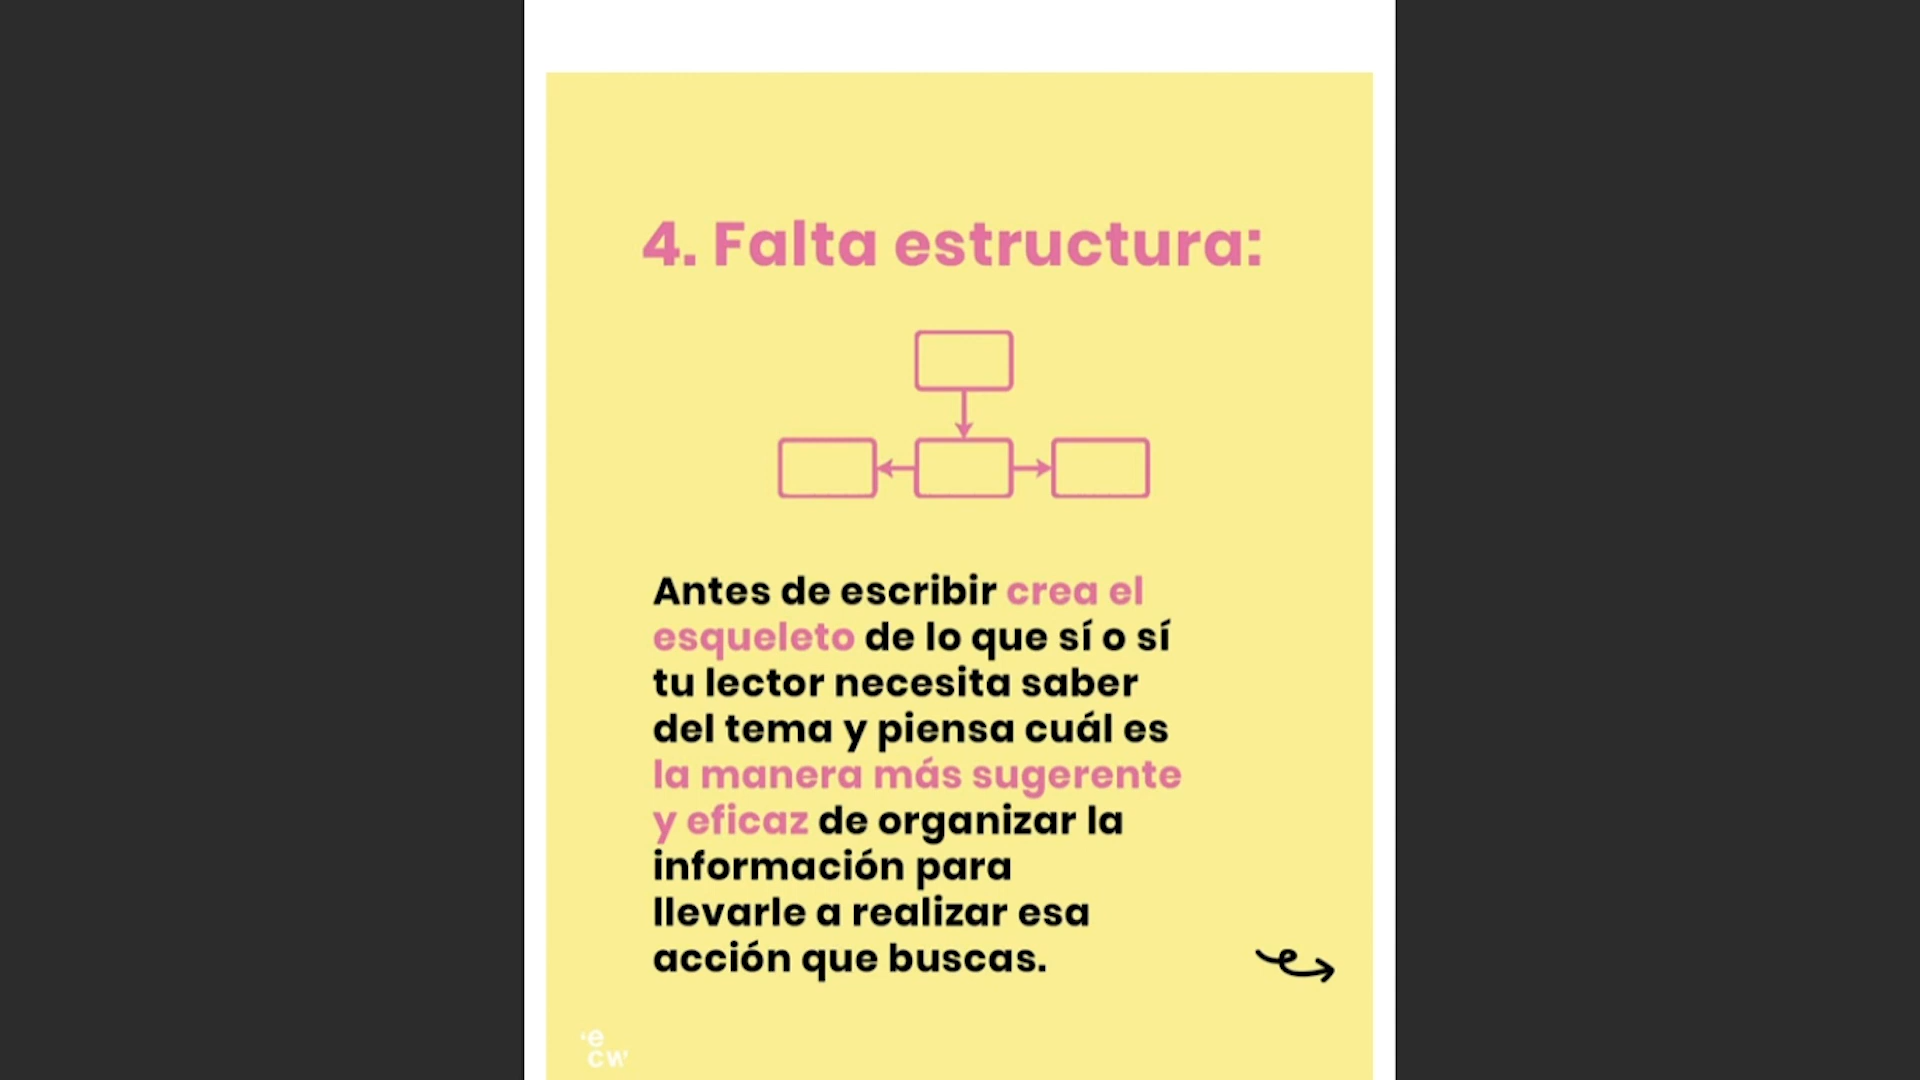 4. Falta estructura:
Antes de escribir crea el
esqueleto de lo que sí o sí
tu lector necesita saber
del tema y piensa cuál es
la manera más sugerente
y eficaz de organizar la
información para
llevarle a realizar esa
acción que buscas.
e
cw